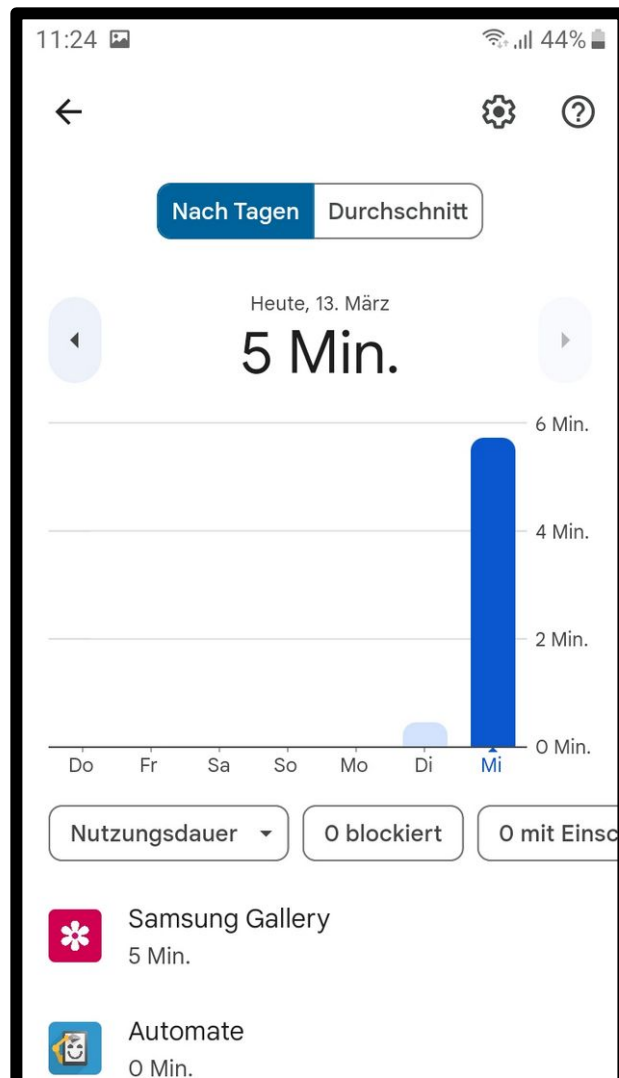 11:24 44%
Nach Tagen Durchschnitt
Heute, 13. März
5 Min.
6 Min.
4 Min.
2 Min.
0 Min.
Do Fr Sa So Mo Di Mi
Nutzungsdauer 0 blockiert 0 mit Einsc
Samsung Gallery
5 Min.
Automate
0 Min.